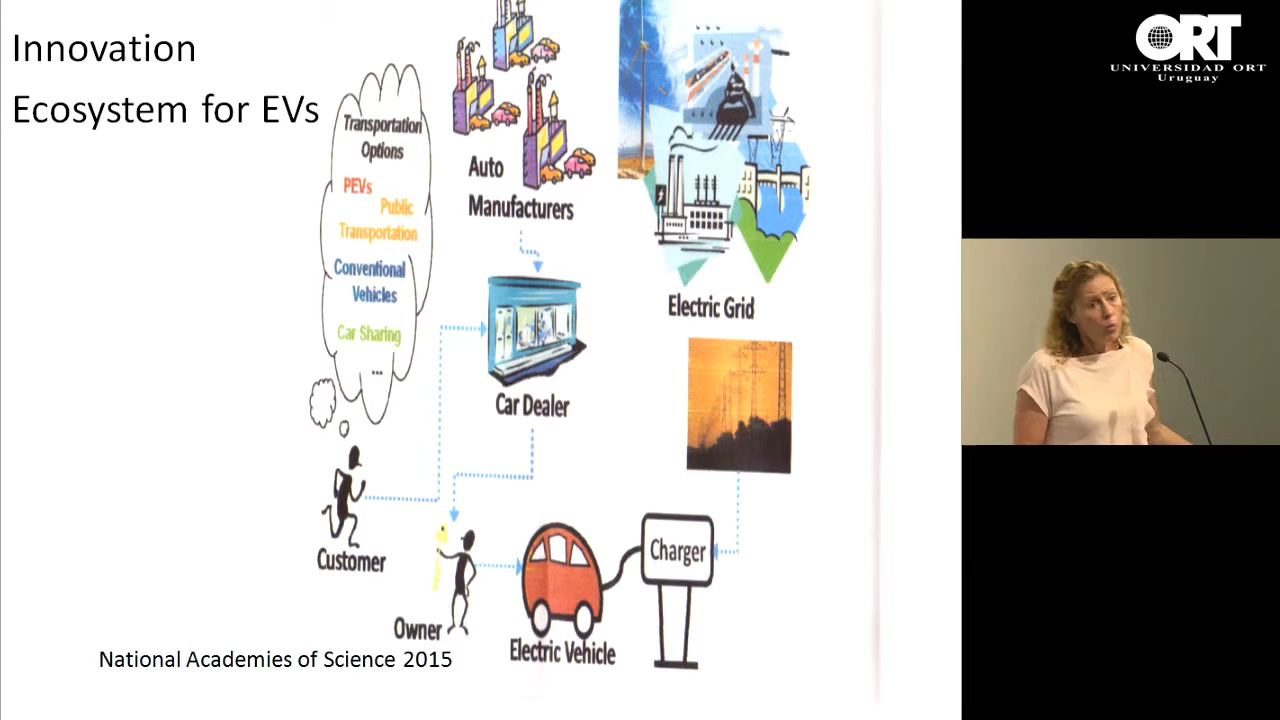 Innovation
Ecosystem for EVs
Transportation
Options
PEVs
Public
Transportation
Conventional
Vehicles
Car Sharing
...
Customer
Auto
Manufacturers
Car Dealer
Owner
Electric Vehicle
Electric Grid
Charger
National Academies of Science 2015
ORT
UNIVERSIDAD ORT
Uruguay